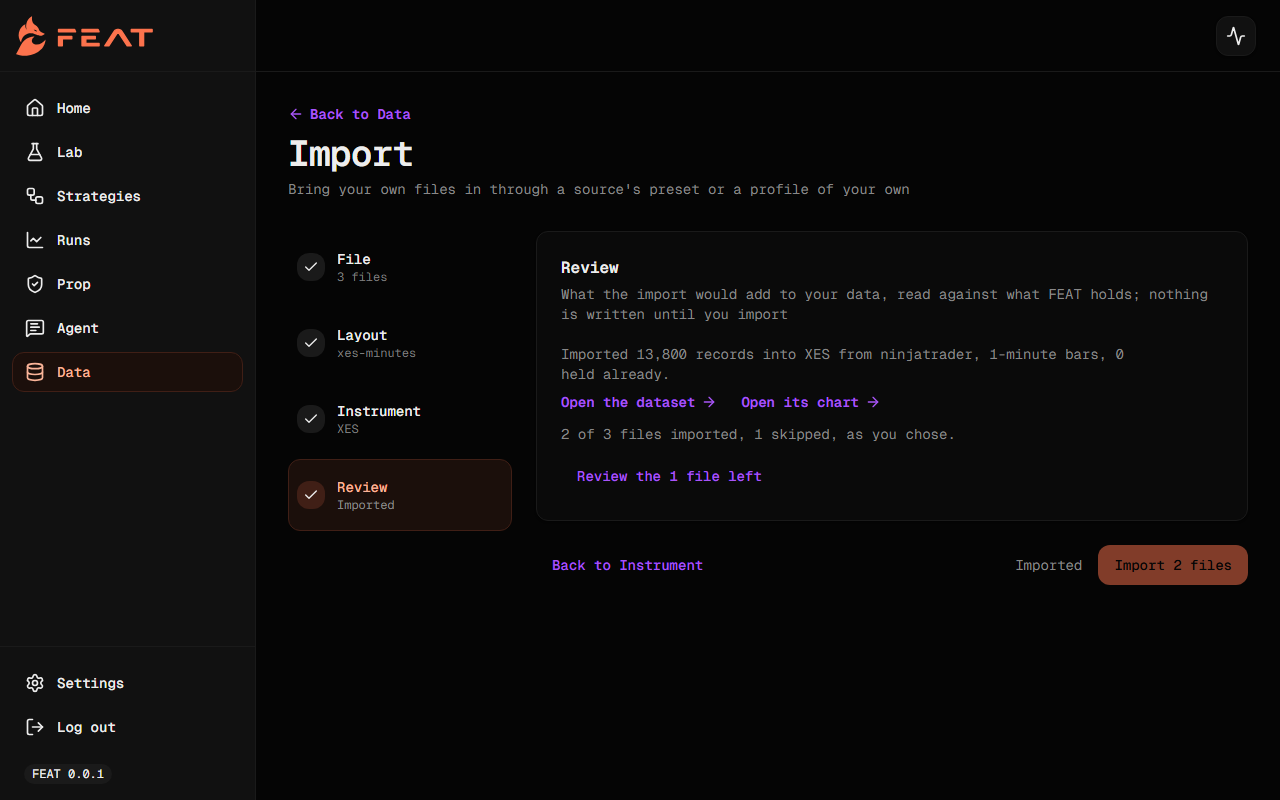 FEAT
Home
Lab
Strategies
Runs
Prop
Agent
Data
Settings
Log out
FEAT 0.0.1
← Back to Data
Import
Bring your own files in through a source's preset or a profile of your own
File
3 files
Layout
xes-minutes
Instrument
XES
Review
Imported
Review
What the import would add to your data, read against what FEAT holds; nothing
is written until you import
Imported 13,800 records into XES from ninjatrader, 1-minute bars, 0
held already.
Open the dataset → Open its chart →
2 of 3 files imported, 1 skipped, as you chose.
Review the 1 file left
Back to Instrument
Imported
Import 2 files